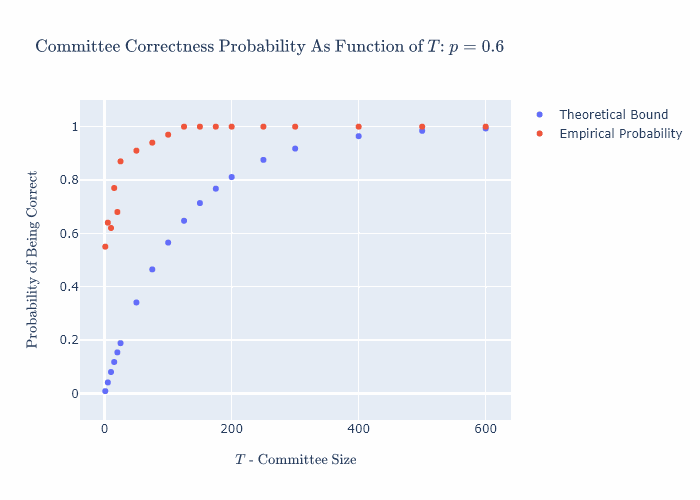 Committee Correctness Probability As Function of T: p = 0.6
Theoretical Bound
Empirical Probability
Probability of Being Correct
1
0.8
0.6
0.4
0.2
0
0 200 400 600
T - Committee Size